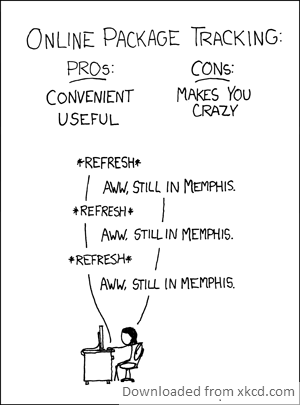 ONLINE PACKAGE TRACKING:
PROS:
CONVENIENT
USEFUL
CONS:
MAKES YOU
CRAZY
*REFRESH*
AWW, STILL IN MEMPHIS.
*REFRESH*
AWW, STILL IN MEMPHIS.
*REFRESH*
AWW, STILL IN MEMPHIS.
Downloaded from xkcd.com